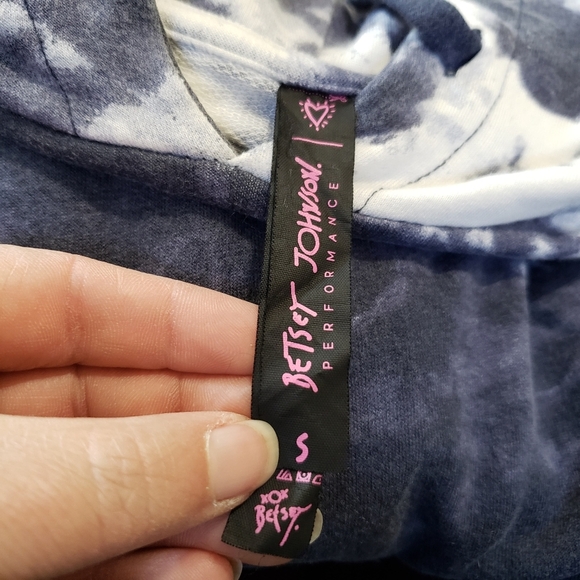 BETSEY JOHNSON.
PERFORMANCE
S
XOX
Betsey